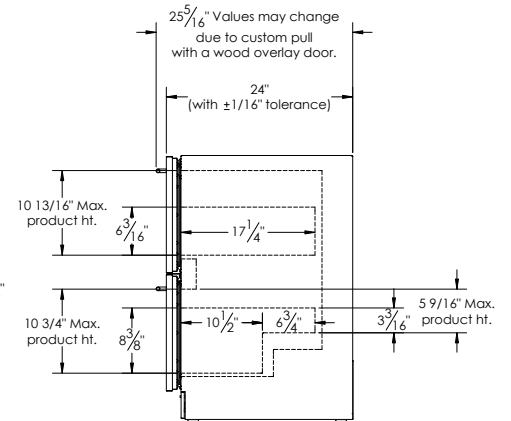 25 5/16" Values may change
due to custom pull
with a wood overlay door.
24"
(with ±1/16" tolerance)
10 13/16" Max.
product ht.
6 3/16"
17 1/4"
"
10 3/4" Max.
product ht.
8 3/8"
10 1/2"
6 3/4"
3 3/16"
5 9/16" Max.
product ht.